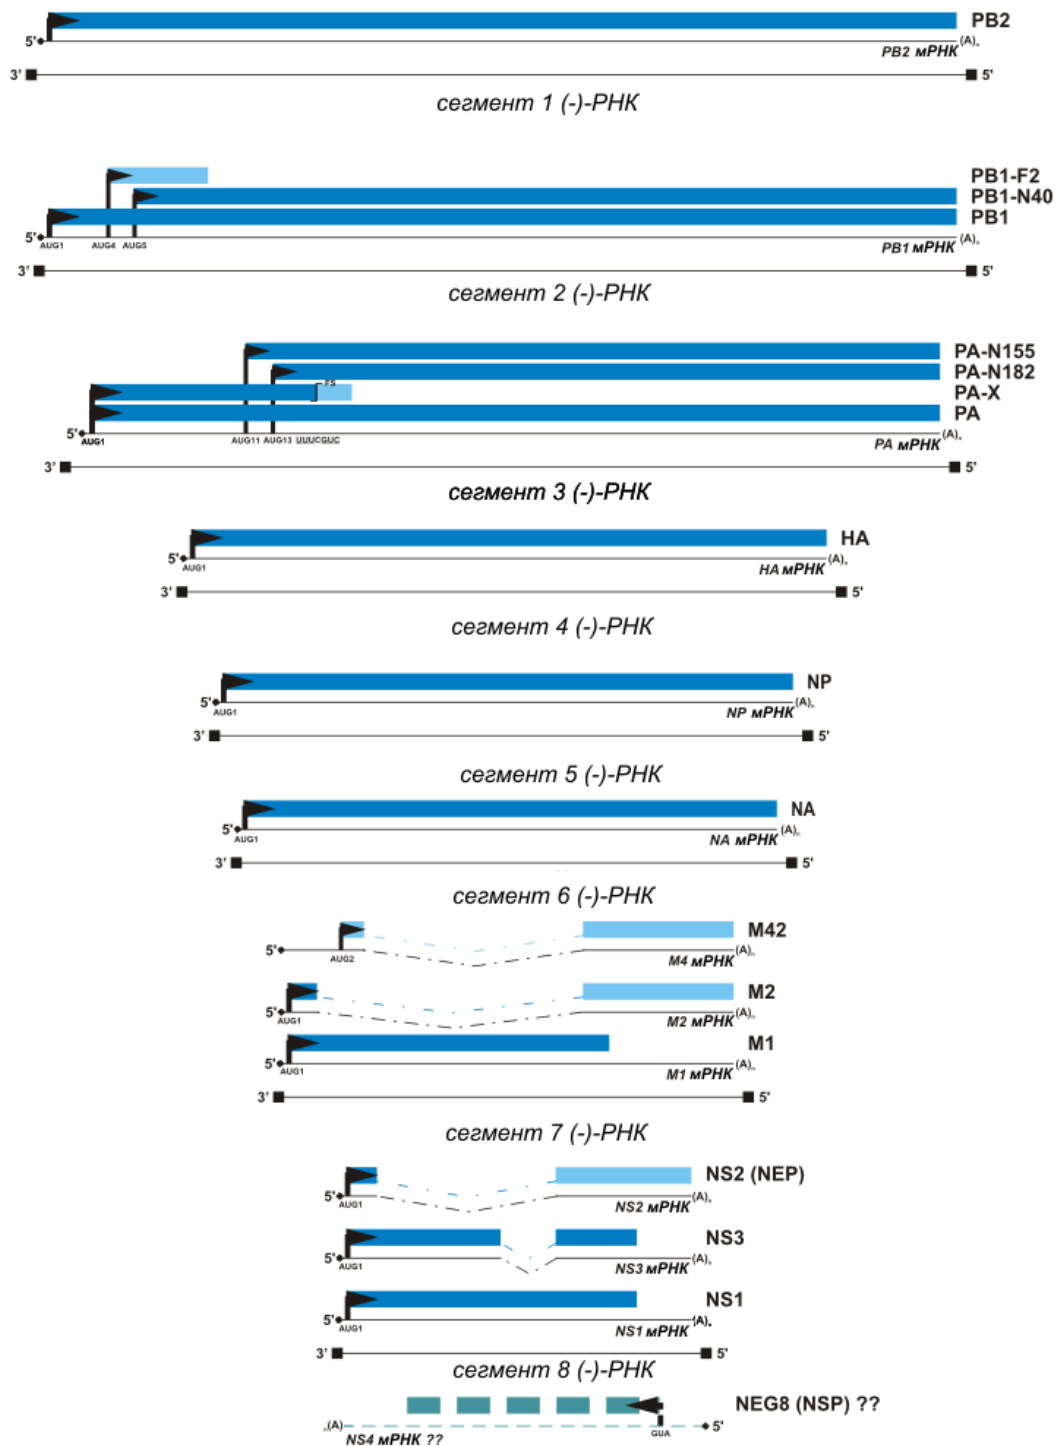 PB2
5' (A)n
PB2 мРНК
3' 5'
сегмент 1 (-)-РНК
PB1-F2
PB1-N40
PB1
5' (A)n
AUG1 AUG4 AUG5 PB1 мРНК
3' 5'
сегмент 2 (-)-РНК
PA-N155
PA-N182
FS PA-X
PA
5' (A)n
AUG1 AUG11 AUG13 UUUCGUC PA мРНК
3' 5'
сегмент 3 (-)-РНК
HA
5' (A)n
AUG1 HA мРНК
3' 5'
сегмент 4 (-)-РНК
NP
5' (A)n
AUG1 NP мРНК
3' 5'
сегмент 5 (-)-РНК
NA
5' (A)n
AUG1 NA мРНК
3' 5'
сегмент 6 (-)-РНК
M42
5' (A)n
AUG2 M4 мРНК
M2
5' (A)n
AUG1 M2 мРНК
M1
5' (A)n
AUG1 M1 мРНК
3' 5'
сегмент 7 (-)-РНК
NS2 (NEP)
5' (A)n
AUG1 NS2 мРНК
NS3
5' (A)n
AUG1 NS3 мРНК
NS1
5' (A)n
AUG1 NS1 мРНК
3' 5'
сегмент 8 (-)-РНК
NEG8 (NSP) ??
n(A) 5'
NS4 мРНК ?? GUA